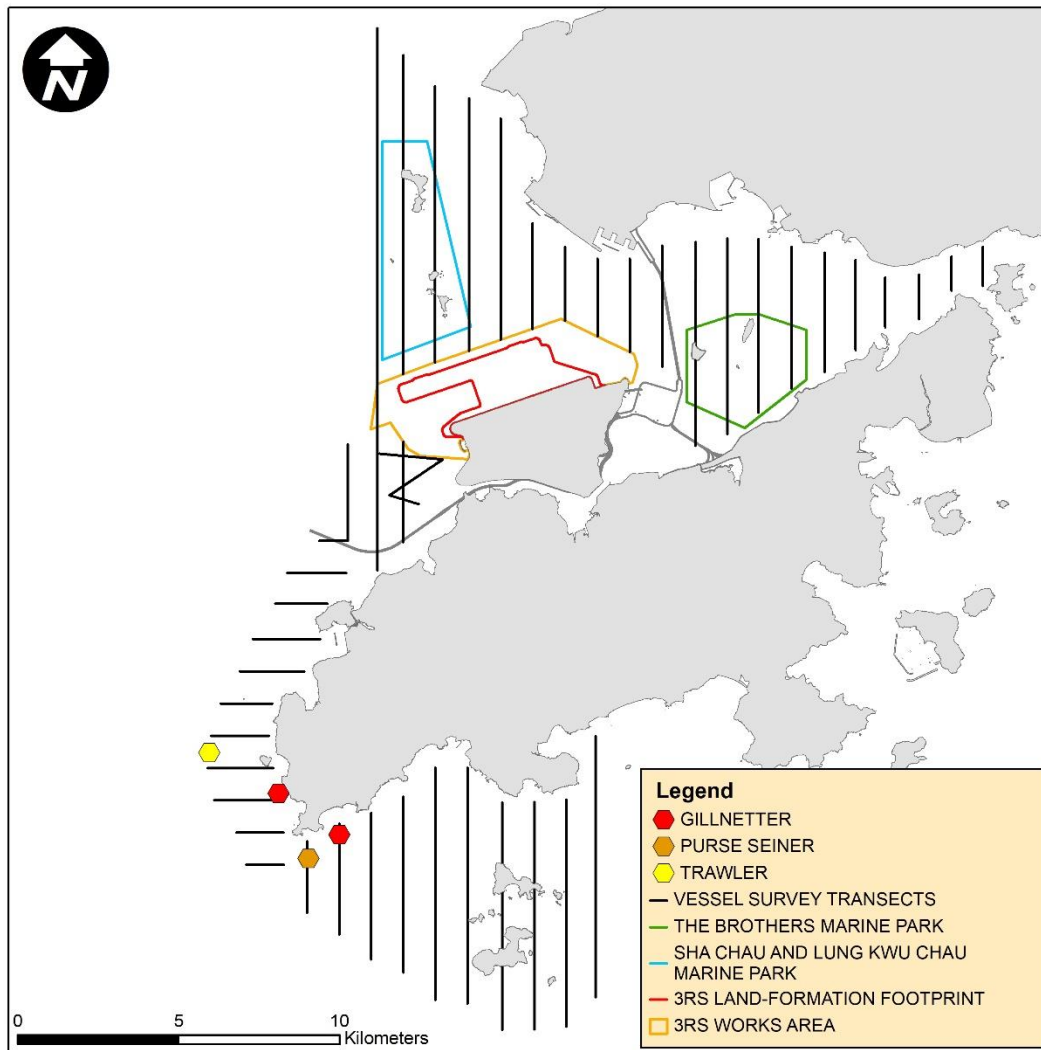 N
Legend
GILLNETTER
PURSE SEINER
TRAWLER
VESSEL SURVEY TRANSECTS
THE BROTHERS MARINE PARK
SHA CHAU AND LUNG KWU CHAU
MARINE PARK
3RS LAND-FORMATION FOOTPRINT
3RS WORKS AREA
0 5 10
Kilometers